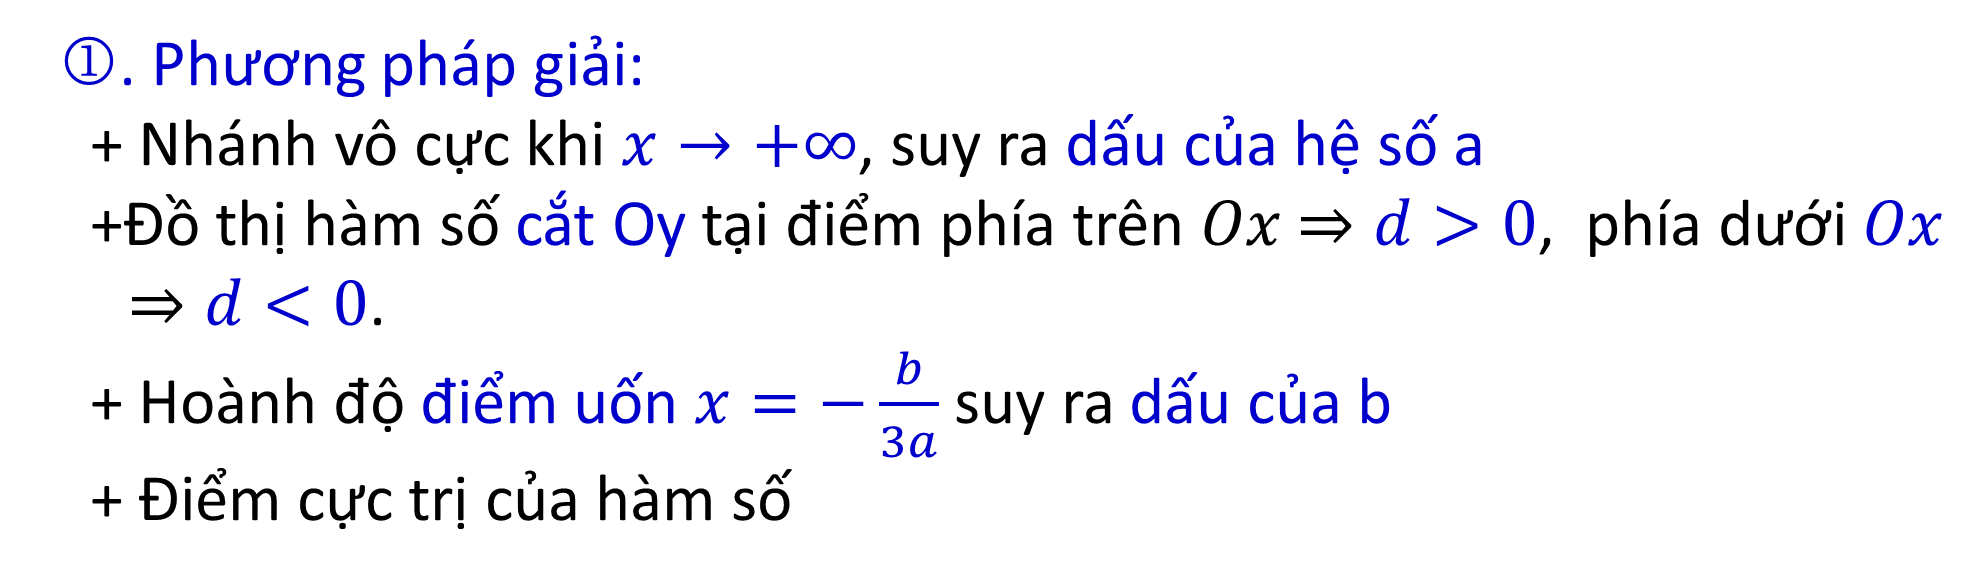 ①. Phương pháp giải:
+ Nhánh vô cực khi 𝑥 → +∞, suy ra dấu của hệ số a
+Đồ thị hàm số cắt Oy tại điểm phía trên 𝑂𝑥 ⇒ 𝑑 > 0, phía dưới 𝑂𝑥
⇒ 𝑑 < 0.
+ Hoành độ điểm uốn 𝑥 = −𝑏/3𝑎 suy ra dấu của b
+ Điểm cực trị của hàm số